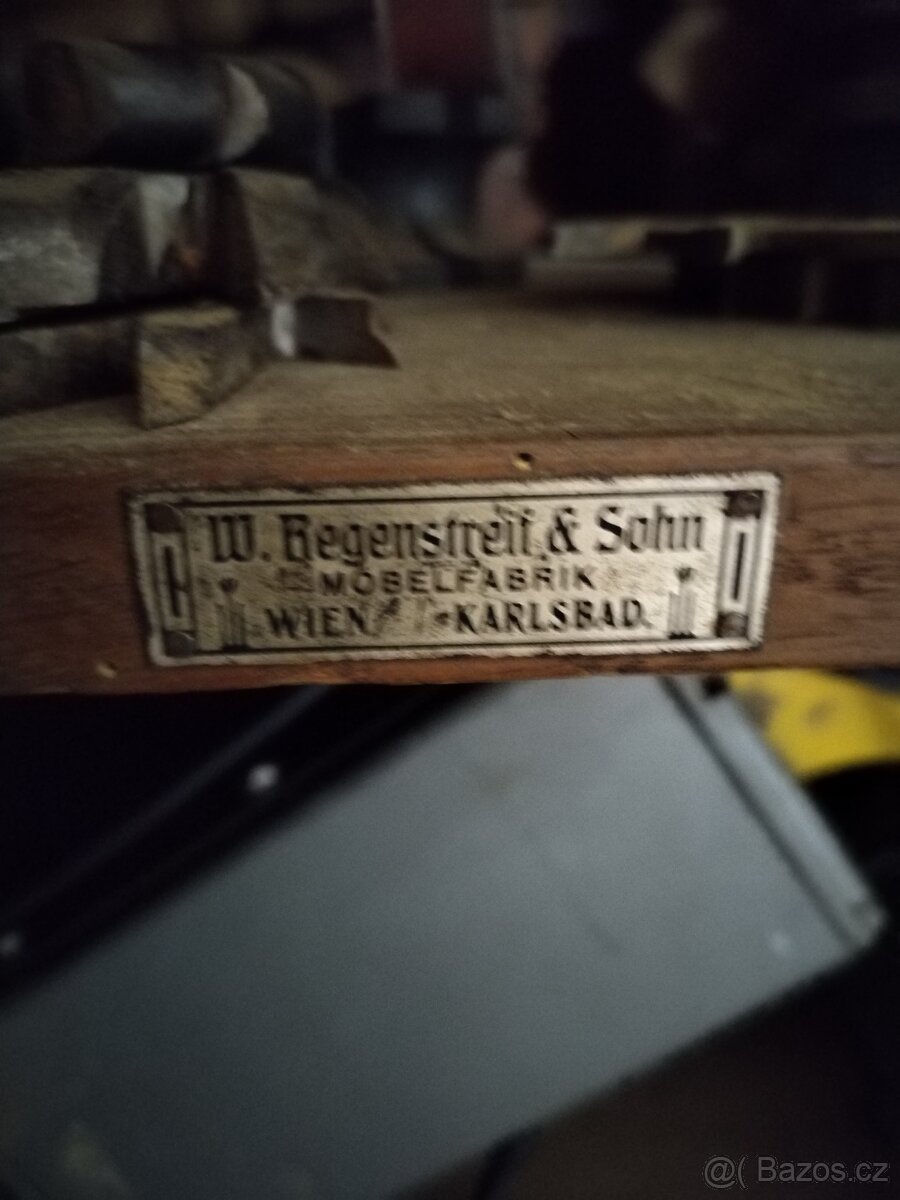 W. Regenstreif & Sohn
MÖBELFABRIK
WIEN KARLSBAD.
@( Bazos.cz